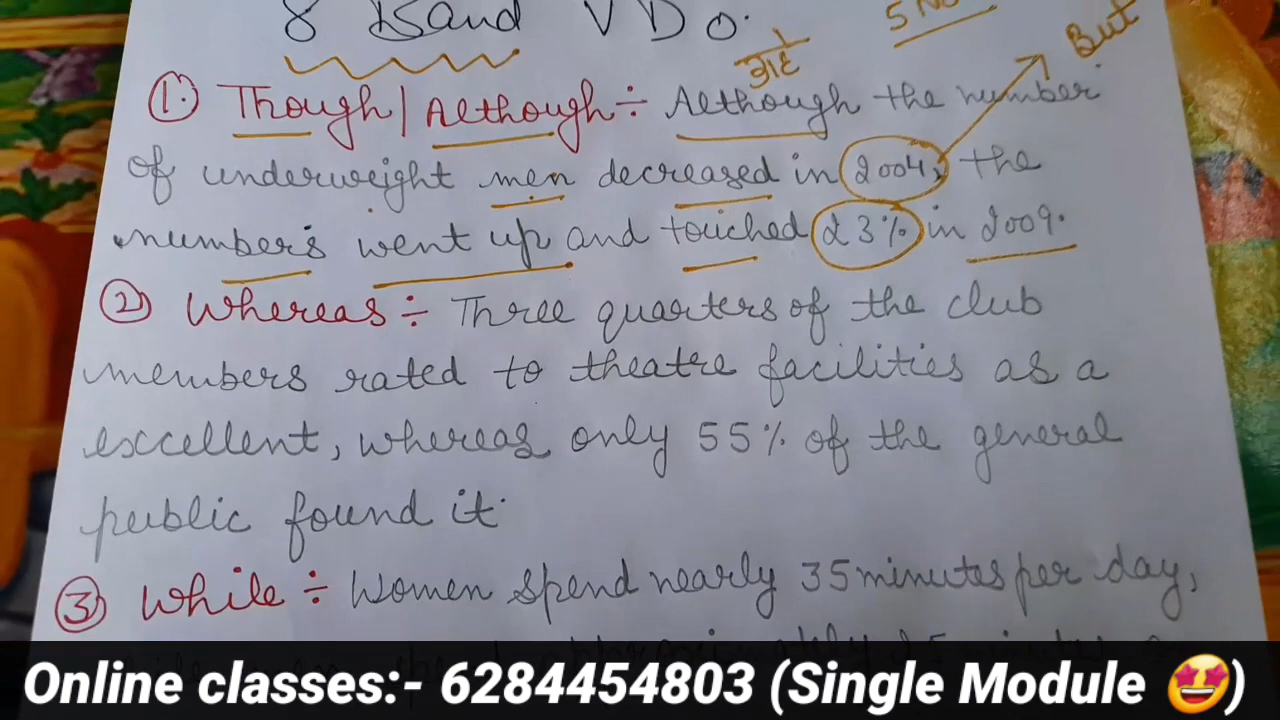 8 Band VDO.
5 No
But
① Though/Although ÷ Although the number
of underweight men decreased in 2004, the
numbers went up and touched 23% in 2009.
② Whereas ÷ Three quarters of the club
members rated to theatre facilities as a
excellent, whereas only 55% of the general
public found it.
③ While ÷ Women spend nearly 35 minutes per day,
Online classes:- 6284454803 (Single Module 🤩)